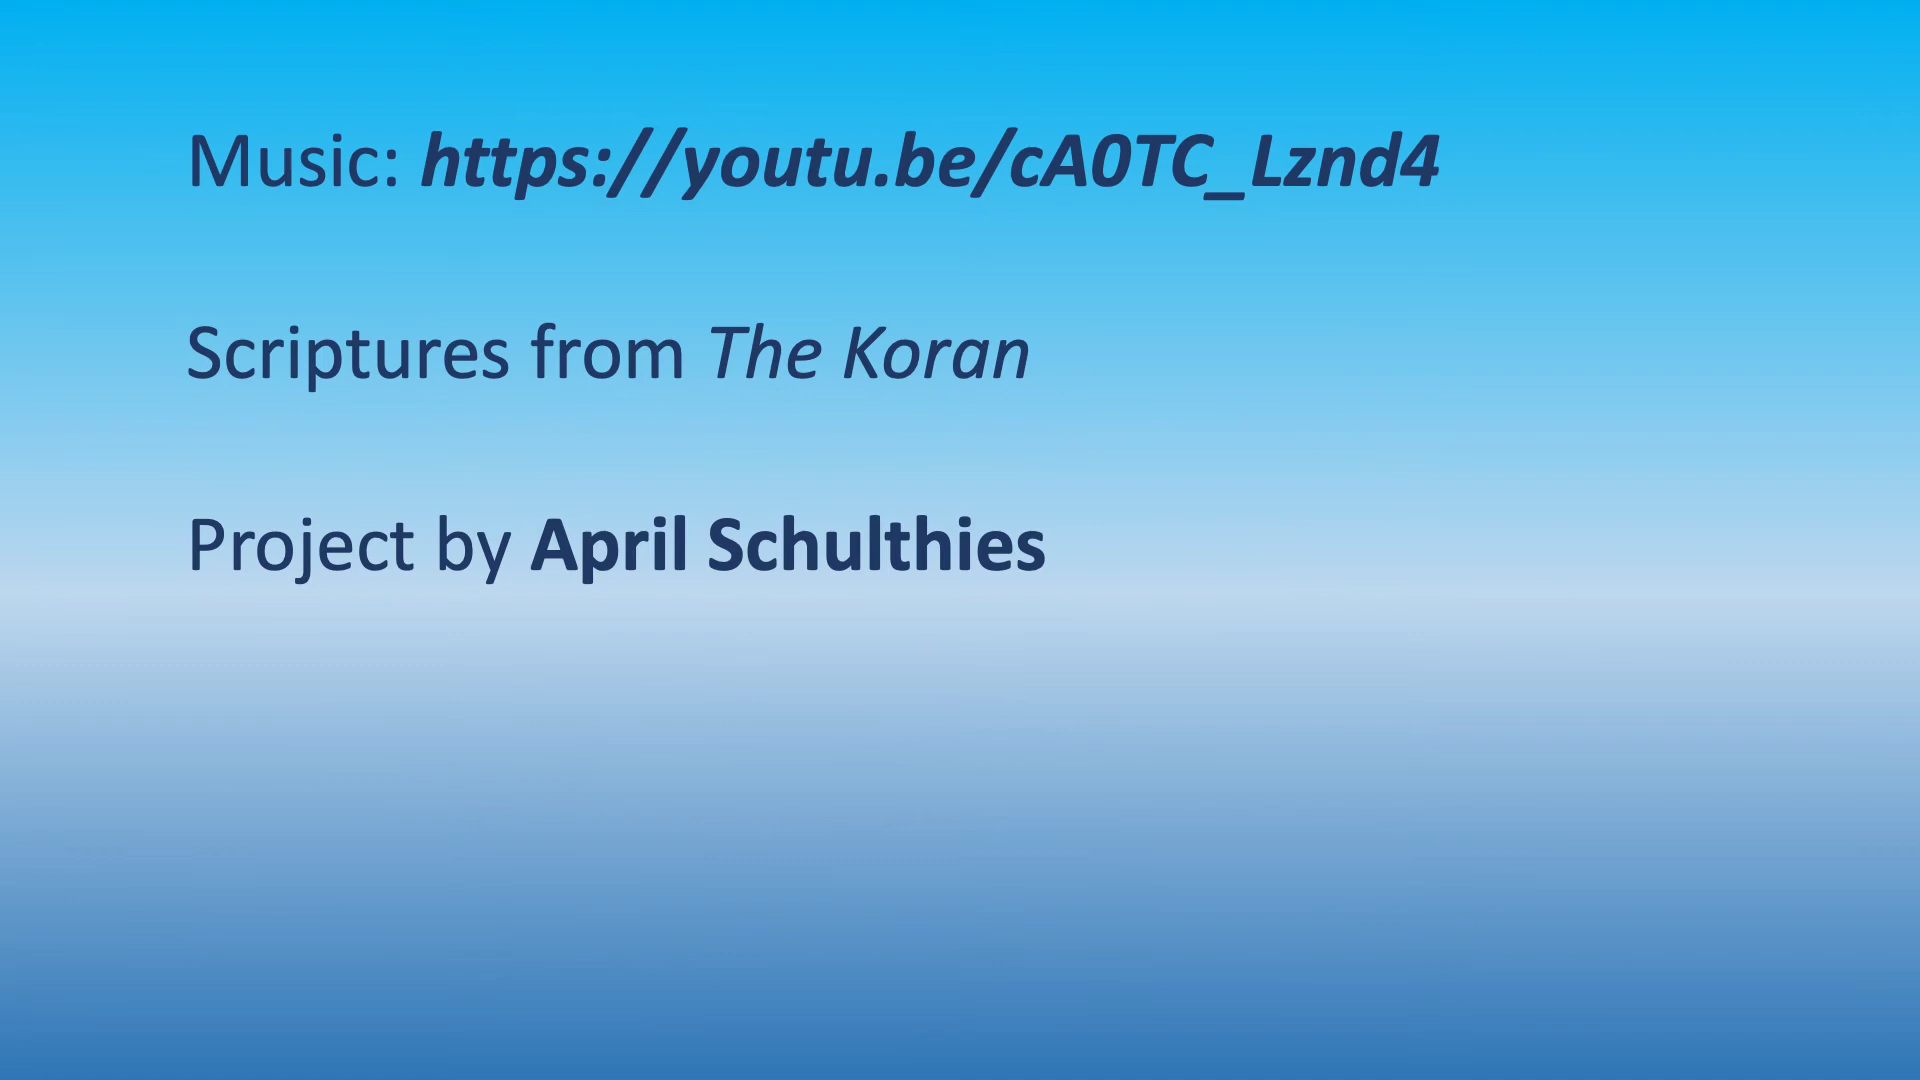 Music: https://youtu.be/cA0TC_Lznd4
Scriptures from The Koran
Project by April Schulthies